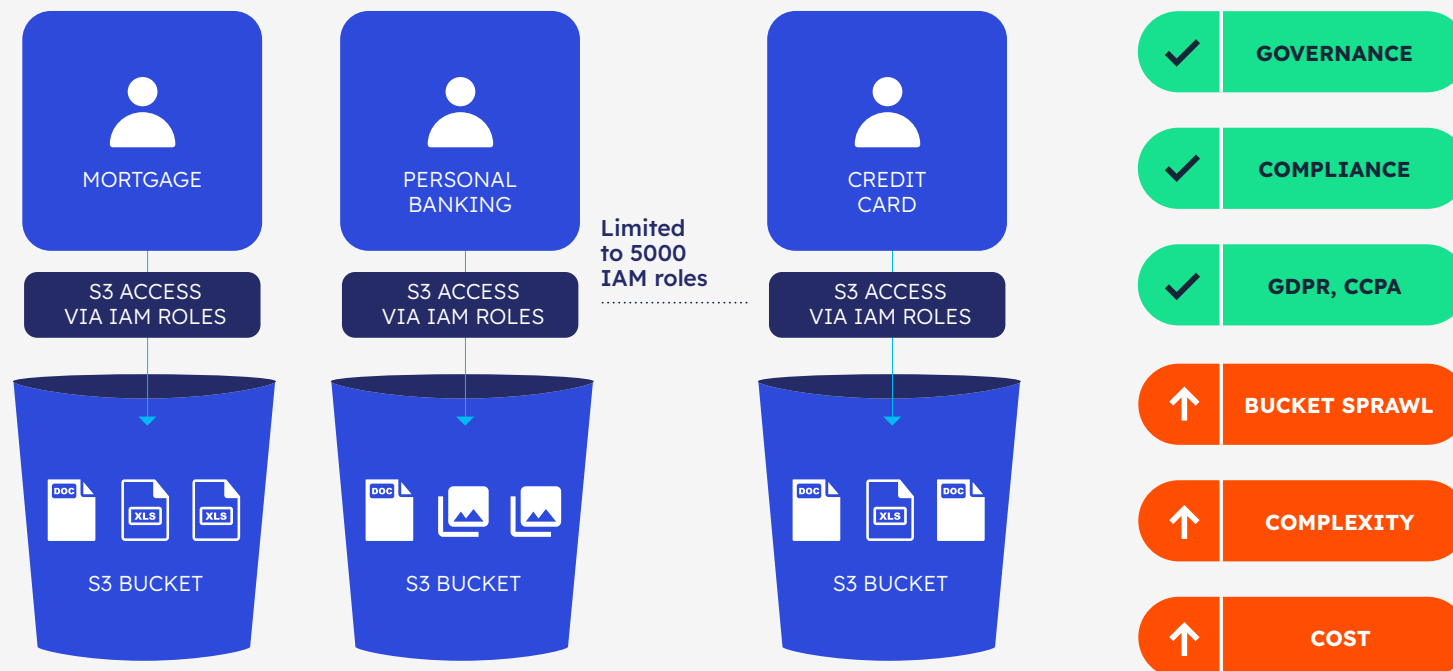 MORTGAGE
S3 ACCESS
VIA IAM ROLES
DOC
XLS
XLS
S3 BUCKET
PERSONAL
BANKING
S3 ACCESS
VIA IAM ROLES
DOC
S3 BUCKET
Limited
to 5000
IAM roles
CREDIT
CARD
S3 ACCESS
VIA IAM ROLES
DOC
XLS
DOC
S3 BUCKET
GOVERNANCE
COMPLIANCE
GDPR, CCPA
BUCKET SPRAWL
COMPLEXITY
COST